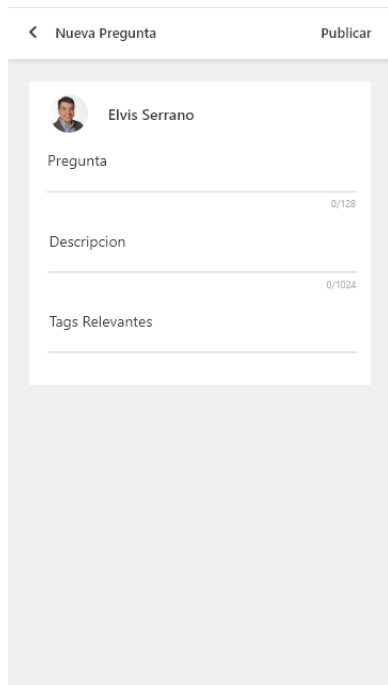 Nueva Pregunta Publicar
Elvis Serrano
Pregunta
0/128
Descripcion
0/1024
Tags Relevantes